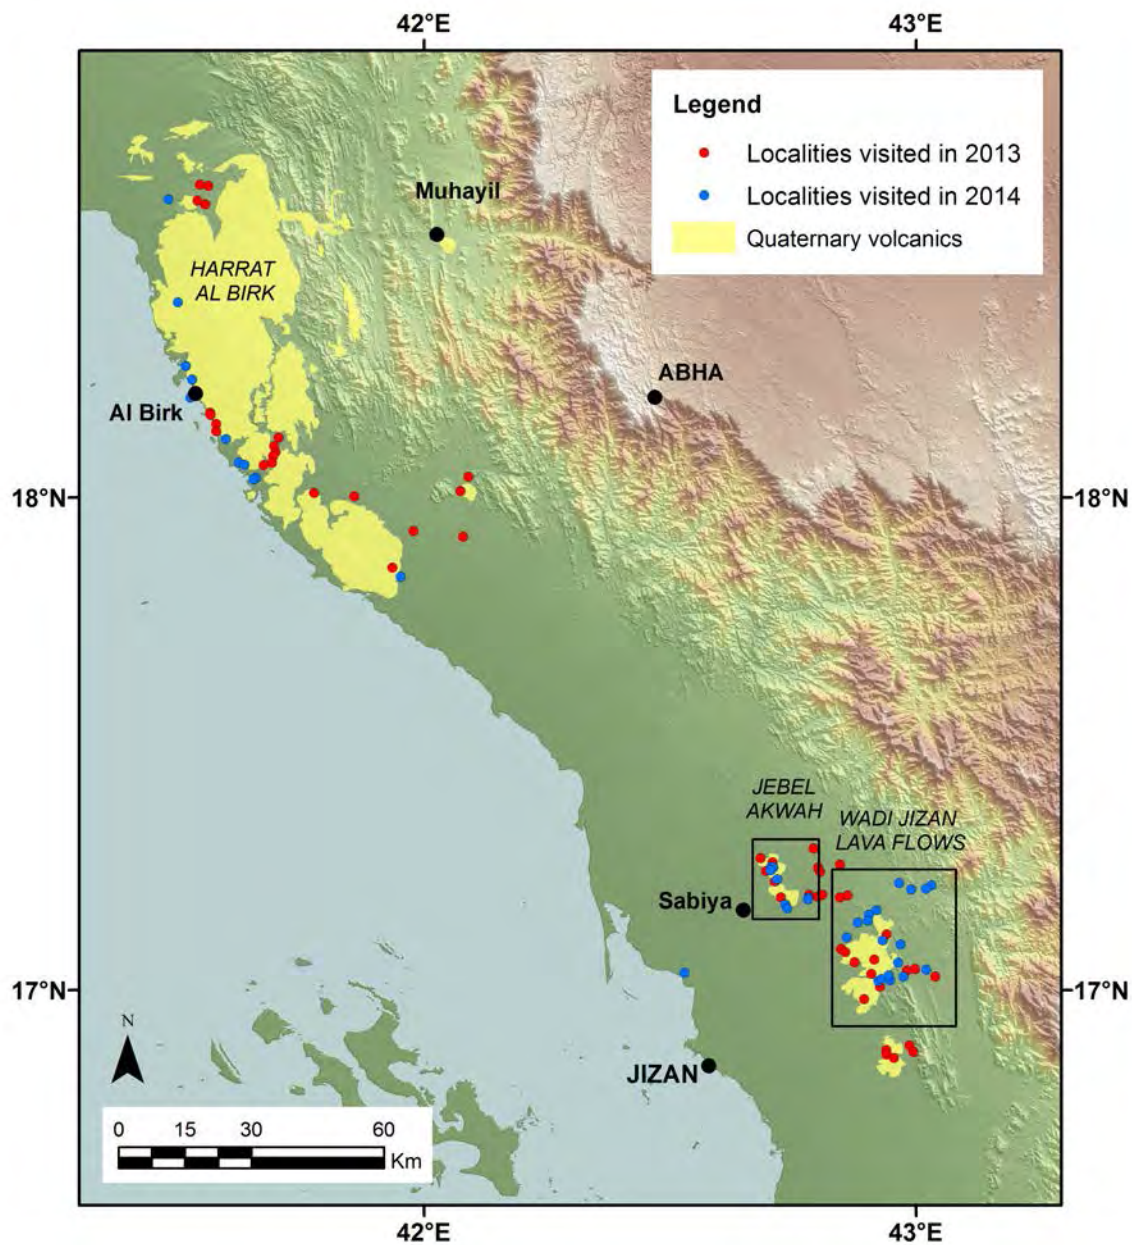 42°E
43°E
Legend
Localities visited in 2013
Localities visited in 2014
Quaternary volcanics
Muhayil
HARRAT
AL BIRK
ABHA
Al Birk
18°N
18°N
JEBEL
AKWAH
WADI JIZAN
LAVA FLOWS
Sabiya
17°N
17°N
N
JIZAN
0 15 30 60
Km
42°E
43°E